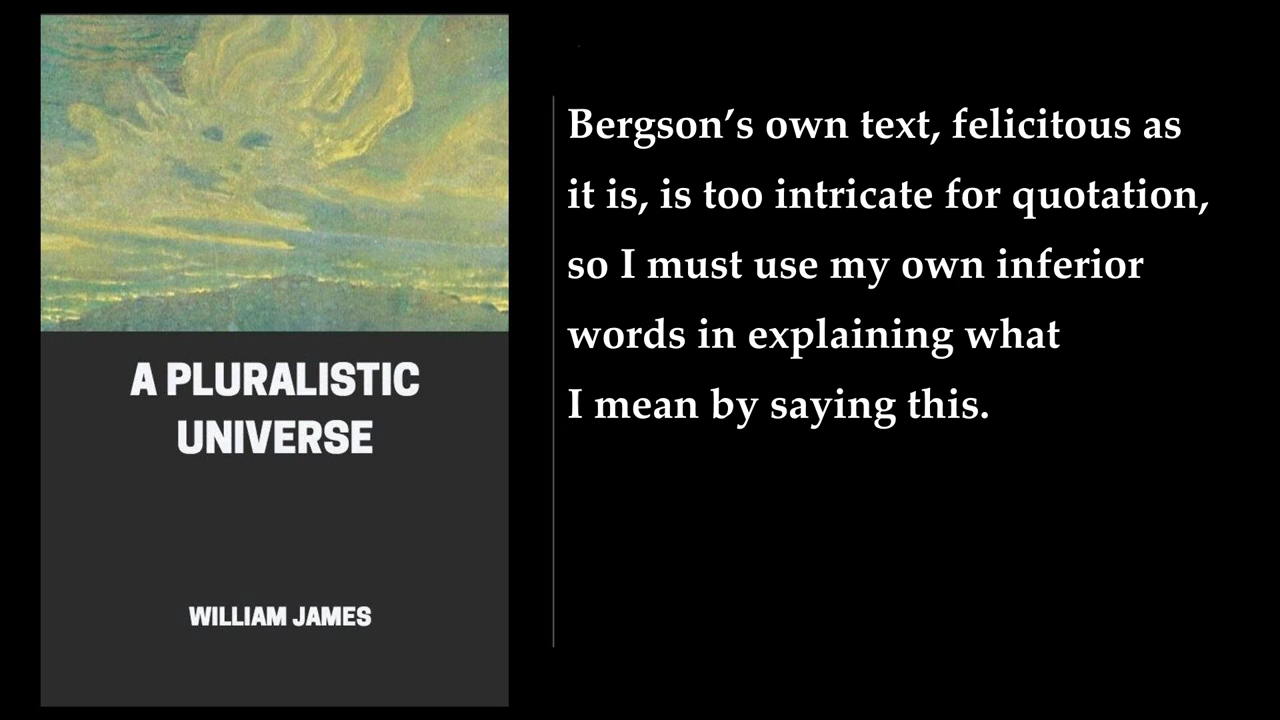 A PLURALISTIC
UNIVERSE
WILLIAM JAMES
Bergson’s own text, felicitous as
it is, is too intricate for quotation,
so I must use my own inferior
words in explaining what
I mean by saying this.